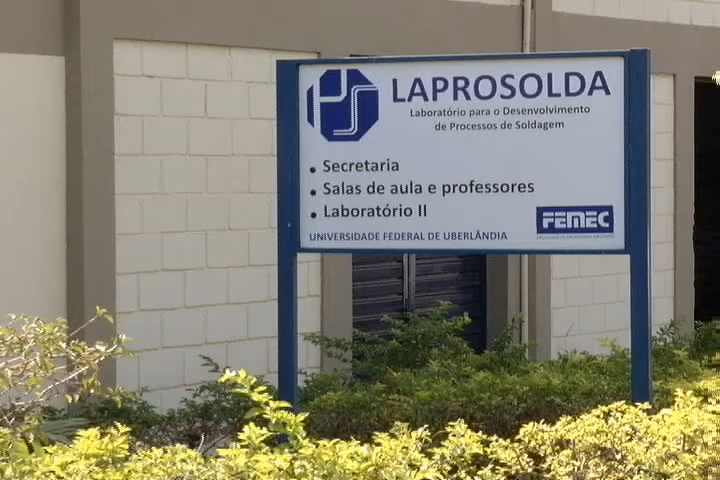 LAPROSOLDA
Laboratório para o Desenvolvimento
de Processos de Soldagem
• Secretaria
• Salas de aula e professores
• Laboratório II
FEMEC
UNIVERSIDADE FEDERAL DE UBERLÂNDIA